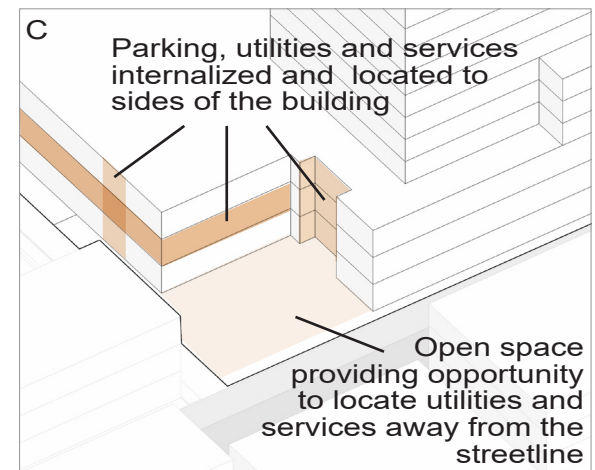 C
Parking, utilities and services
internalized and located to
sides of the building
Open space
providing opportunity
to locate utilities and
services away from the
streetline